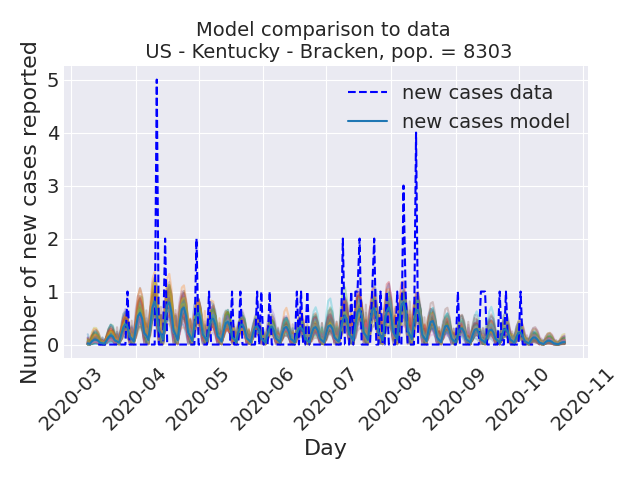 Model comparison to data
US - Kentucky - Bracken, pop. = 8303
Number of new cases reported
5
4
3
2
1
0
new cases data
new cases model
2020-03
2020-04
2020-05
2020-06
2020-07
2020-08
2020-09
2020-10
2020-11
Day